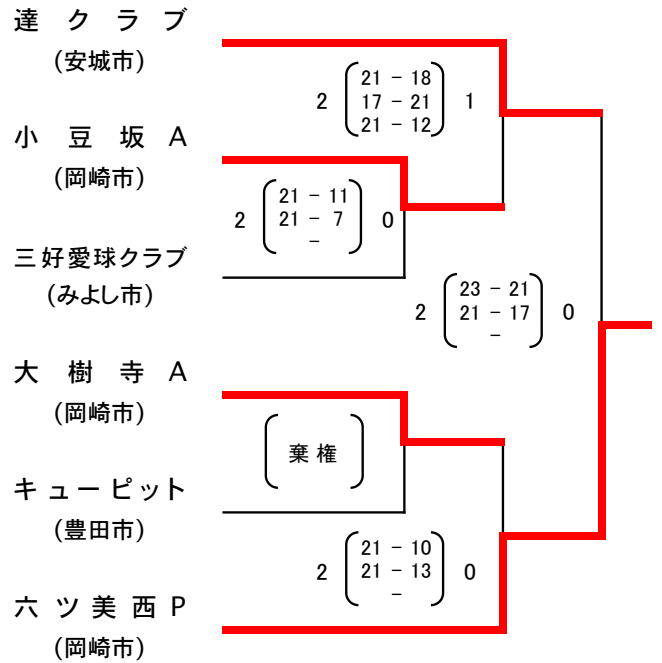 達クラブ
(安城市)
2 21 - 18 1
17 - 21
21 - 12
小豆坂A
(岡崎市)
2 21 - 11 0
21 - 7
-
三好愛球クラブ
(みよし市)
2 23 - 21 0
21 - 17
-
大樹寺A
(岡崎市)
棄権
キューピット
(豊田市)
2 21 - 10 0
21 - 13
-
六ツ美西P
(岡崎市)